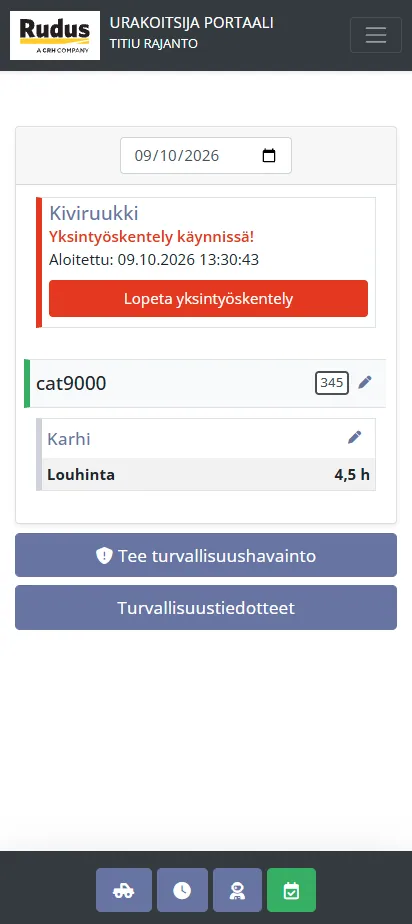 Rudus
A CRH COMPANY
URAKOITSIJA PORTAALI
TITIU RAJANTO
09/10/2026
Kiviruukki
Yksintyöskentely käynnissä!
Aloitettu: 09.10.2026 13:30:43
Lopeta yksintyöskentely
cat9000 345
Karhi
Louhinta 4,5 h
Tee turvallisuushavainto
Turvallisuustiedotteet